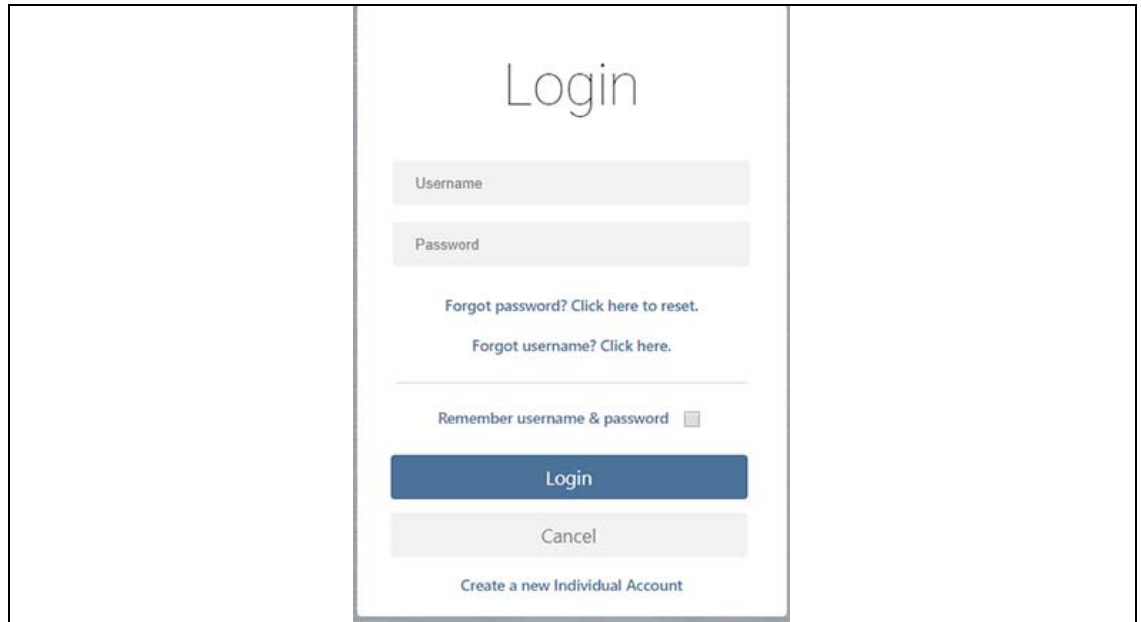 Login
Username
Password
Forgot password? Click here to reset.
Forgot username? Click here.
Remember username & password
Login
Cancel
Create a new Individual Account